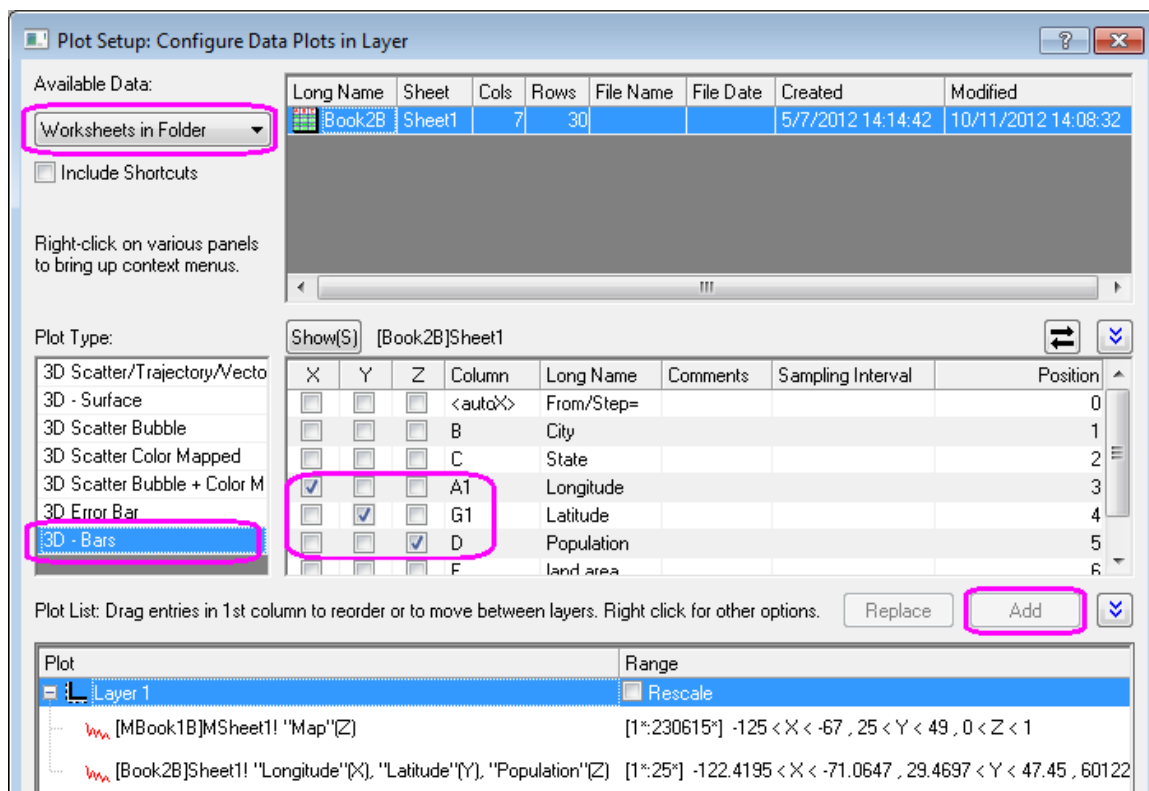 Plot Setup: Configure Data Plots in Layer
Available Data:
Worksheets in Folder
Include Shortcuts
Right-click on various panels
to bring up context menus.
Long Name Sheet Cols Rows File Name File Date Created Modified
Book2B Sheet1 7 30 5/7/2012 14:14:42 10/11/2012 14:08:32
Plot Type:
3D Scatter/Trajectory/Vecto
3D - Surface
3D Scatter Bubble
3D Scatter Color Mapped
3D Scatter Bubble + Color M
3D Error Bar
3D - Bars
Show(S) [Book2B]Sheet1
X Y Z Column Long Name Comments Sampling Interval Position
<autoX> From/Step= 0
B City 1
C State 2
A1 Longitude 3
G1 Latitude 4
D Population 5
land area 6
Plot List: Drag entries in 1st column to reorder or to move between layers. Right click for other options. Replace Add
Plot Range
Layer 1 Rescale
[MBook1B]MSheet1! "Map"(Z) [1*:230615*] -125 < X < -67 , 25 < Y < 49 , 0 < Z < 1
[Book2B]Sheet1! "Longitude"(X), "Latitude"(Y), "Population"(Z) [1*:25*] -122.4195 < X < -71.0647 , 29.4697 < Y < 47.45 , 60122